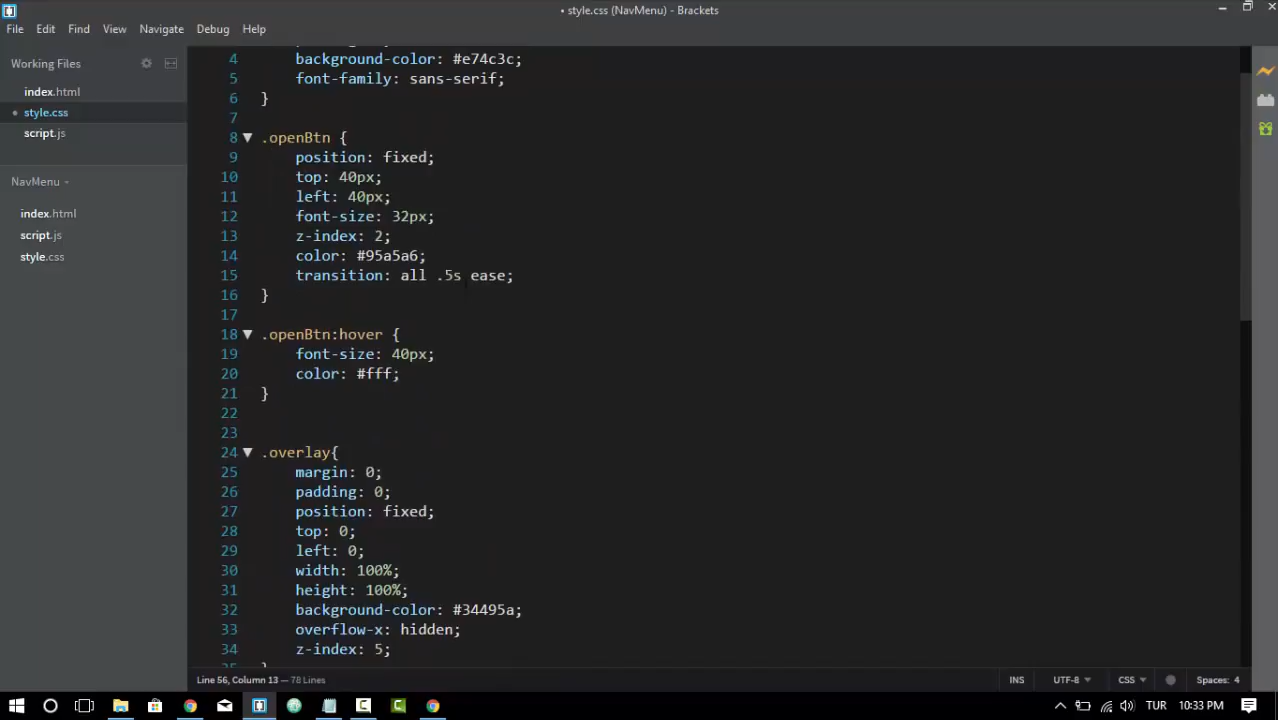 • style.css (NavMenu) - Brackets
File Edit Find View Navigate Debug Help
Working Files
index.html
• style.css
script.js
NavMenu
index.html
script.js
style.css
4 background-color: #e74c3c;
5 font-family: sans-serif;
6 }
7
8 .openBtn {
9 position: fixed;
10 top: 40px;
11 left: 40px;
12 font-size: 32px;
13 z-index: 2;
14 color: #95a5a6;
15 transition: all .5s ease;
16 }
17
18 .openBtn:hover {
19 font-size: 40px;
20 color: #fff;
21 }
22
23
24 .overlay{
25 margin: 0;
26 padding: 0;
27 position: fixed;
28 top: 0;
29 left: 0;
30 width: 100%;
31 height: 100%;
32 background-color: #34495a;
33 overflow-x: hidden;
34 z-index: 5;
Line 56, Column 13 — 78 Lines
INS UTF-8 CSS Spaces: 4
TUR 10:33 PM